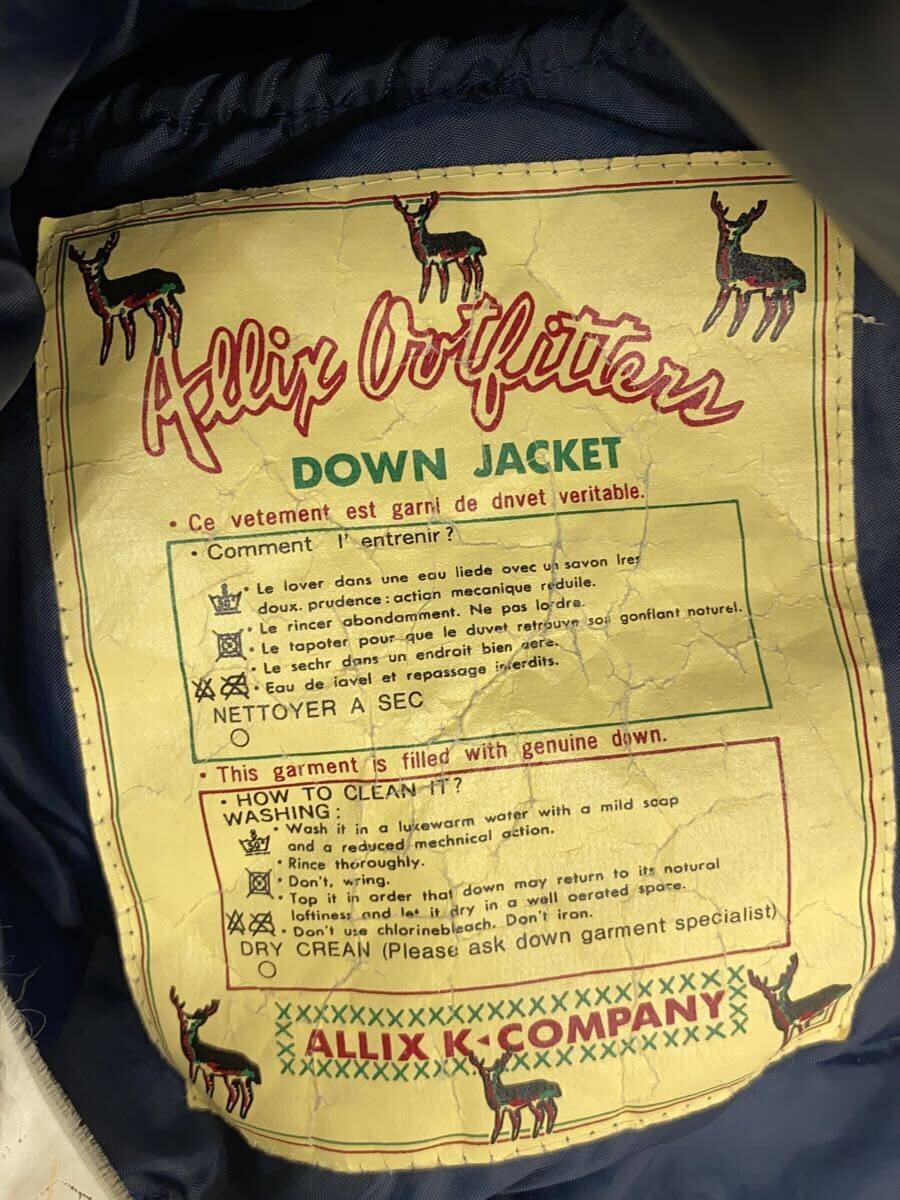 Allix Outfitters
DOWN JACKET
• Ce vetement est garni de dnvet veritable.
• Comment l' entrenir?
• Le lover dans une eau liede ovec un savon lres
doux. prudence: action mecanique reduile.
• Le rincer abondamment. Ne pas lordre.
• Le tapoter pour que le duvet retrouve son gonflant noturel.
• Le sechr dans un endroit bien aere.
• Eau de iavel et repassage interdits.
NETTOYER A SEC
• This garment is filled with genuine down.
• HOW TO CLEAN IT?
WASHING:
• Wash it in a lukewarm water with a mild soap
and a reduced mechnical action.
• Rince thoroughly.
• Don't, wring.
• Top it in order that down may return to its natural
loftiness and let it dry in a well oerated space.
• Don't use chlorinebleach. Don't iron.
DRY CREAN (Please ask down garment specialist)
ALLIX K•COMPANY